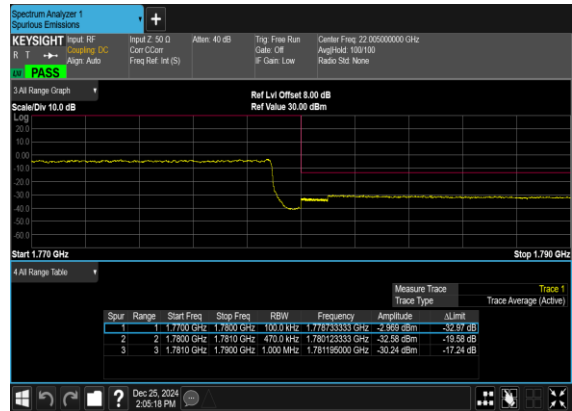 Spectrum Analyzer 1
Spurious Emissions
+
KEYSIGHT
R T
Input: RF
Coupling: DC
Align: Auto
Input Z: 50 Ω
Corr CCorr
Freq Ref: Int (S)
Atten: 40 dB
Trig: Free Run
Gate: Off
IF Gain: Low
Center Freq: 22.005000000 GHz
Avg|Hold: 100/100
Radio Std: None
PASS
3 All Range Graph
Ref Lvl Offset 8.00 dB
Scale/Div 10.0 dB
Ref Value 30.00 dBm
Log
20.0
10.0
0.00
-10.0
-20.0
-30.0
-40.0
-50.0
-60.0
Start 1.770 GHz
Stop 1.790 GHz
4 All Range Table
Measure Trace Trace 1
Trace Type Trace Average (Active)
Spur Range Start Freq Stop Freq RBW Frequency Amplitude ΔLimit
1 1 1.7700 GHz 1.7800 GHz 100.0 kHz 1.778733333 GHz -2.969 dBm -32.97 dB
2 2 1.7800 GHz 1.7810 GHz 470.0 kHz 1.780123333 GHz -32.58 dBm -19.58 dB
3 3 1.7810 GHz 1.7900 GHz 1.000 MHz 1.781195000 GHz -30.24 dBm -17.24 dB
?
Dec 25, 2024
2:05:18 PM